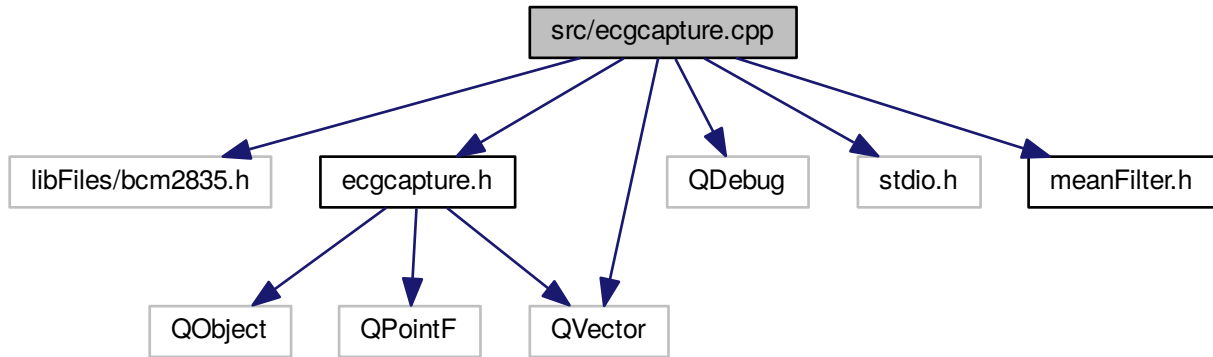 src/ecgcapture.cpp
libFiles/bcm2835.h
ecgcapture.h
QDebug
stdio.h
meanFilter.h
QObject
QPointF
QVector